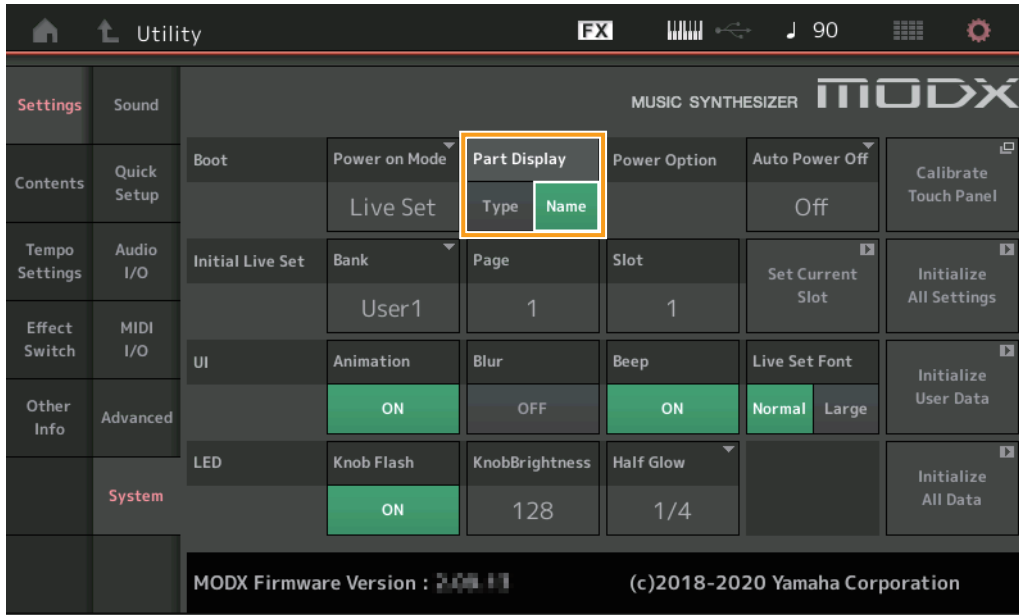 Utility
FX
90
Settings
Sound
MUSIC SYNTHESIZER MODX
Boot
Power on Mode
Live Set
Part Display
Type
Name
Power Option
Auto Power Off
Off
Calibrate
Touch Panel
Contents
Quick
Setup
Tempo
Settings
Audio
I/O
Initial Live Set
Bank
User1
Page
1
Slot
1
Set Current
Slot
Initialize
All Settings
Effect
Switch
MIDI
I/O
UI
Animation
ON
Blur
OFF
Beep
ON
Live Set Font
Normal
Large
Initialize
User Data
Other
Info
Advanced
LED
Knob Flash
ON
KnobBrightness
128
Half Glow
1/4
Initialize
All Data
System
MODX Firmware Version :
(c)2018-2020 Yamaha Corporation